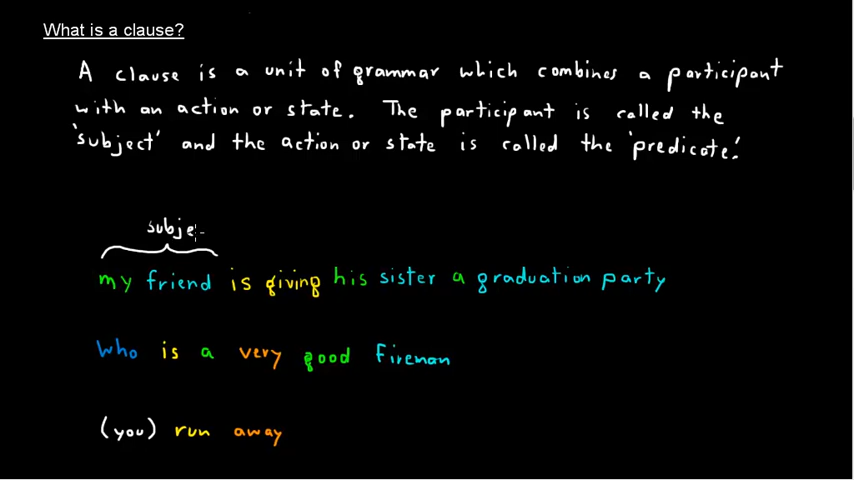 What is a clause?
A clause is a unit of grammar which combines a participant
with an action or state. The participant is called the
'subject' and the action or state is called the 'predicate.'
subje
my friend is giving his sister a graduation party
who is a very good fireman
(you) run away